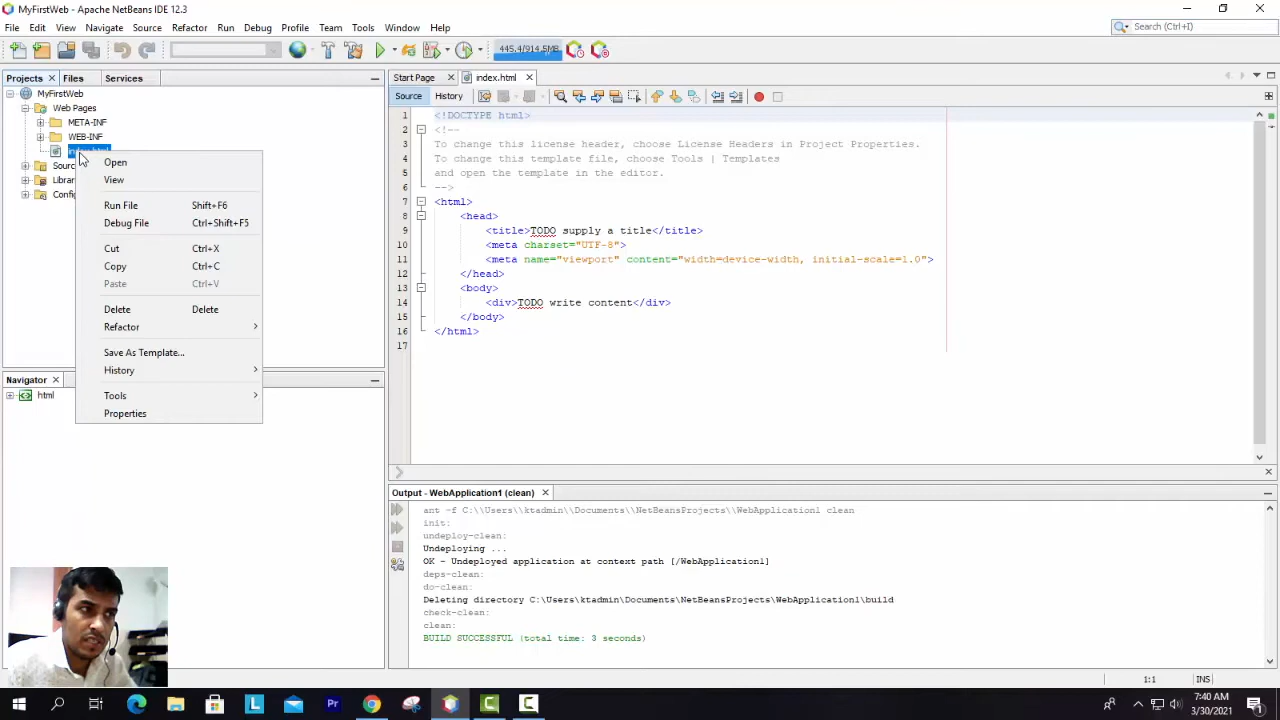 MyFirstWeb - Apache NetBeans IDE 12.3
File Edit View Navigate Source Refactor Run Debug Profile Team Tools Window Help
Search (Ctrl+I)
445.4/914.5MB
Projects Files Services
MyFirstWeb
Web Pages
META-INF
WEB-INF
Open
View
Run File Shift+F6
Debug File Ctrl+Shift+F5
Cut Ctrl+X
Copy Ctrl+C
Paste Ctrl+V
Delete Delete
Refactor
Save As Template...
History
Tools
Properties
Navigator
html
Start Page index.html
Source History
1 <!DOCTYPE html>
2 <!--
3 To change this license header, choose License Headers in Project Properties.
4 To change this template file, choose Tools | Templates
5 and open the template in the editor.
6 -->
7 <html>
8 <head>
9 <title>TODO supply a title</title>
10 <meta charset="UTF-8">
11 <meta name="viewport" content="width=device-width, initial-scale=1.0">
12 </head>
13 <body>
14 <div>TODO write content</div>
15 </body>
16 </html>
17
Output - WebApplication1 (clean)
ant -f C:\\Users\\ktadmin\\Documents\\NetBeansProjects\\WebApplication1 clean
init:
undeploy-clean:
Undeploying ...
OK - Undeployed application at context path [/WebApplication1]
deps-clean:
do-clean:
Deleting directory C:\Users\ktadmin\Documents\NetBeansProjects\WebApplication1\build
check-clean:
clean:
BUILD SUCCESSFUL (total time: 3 seconds)
1:1 INS
7:40 AM
3/30/2021